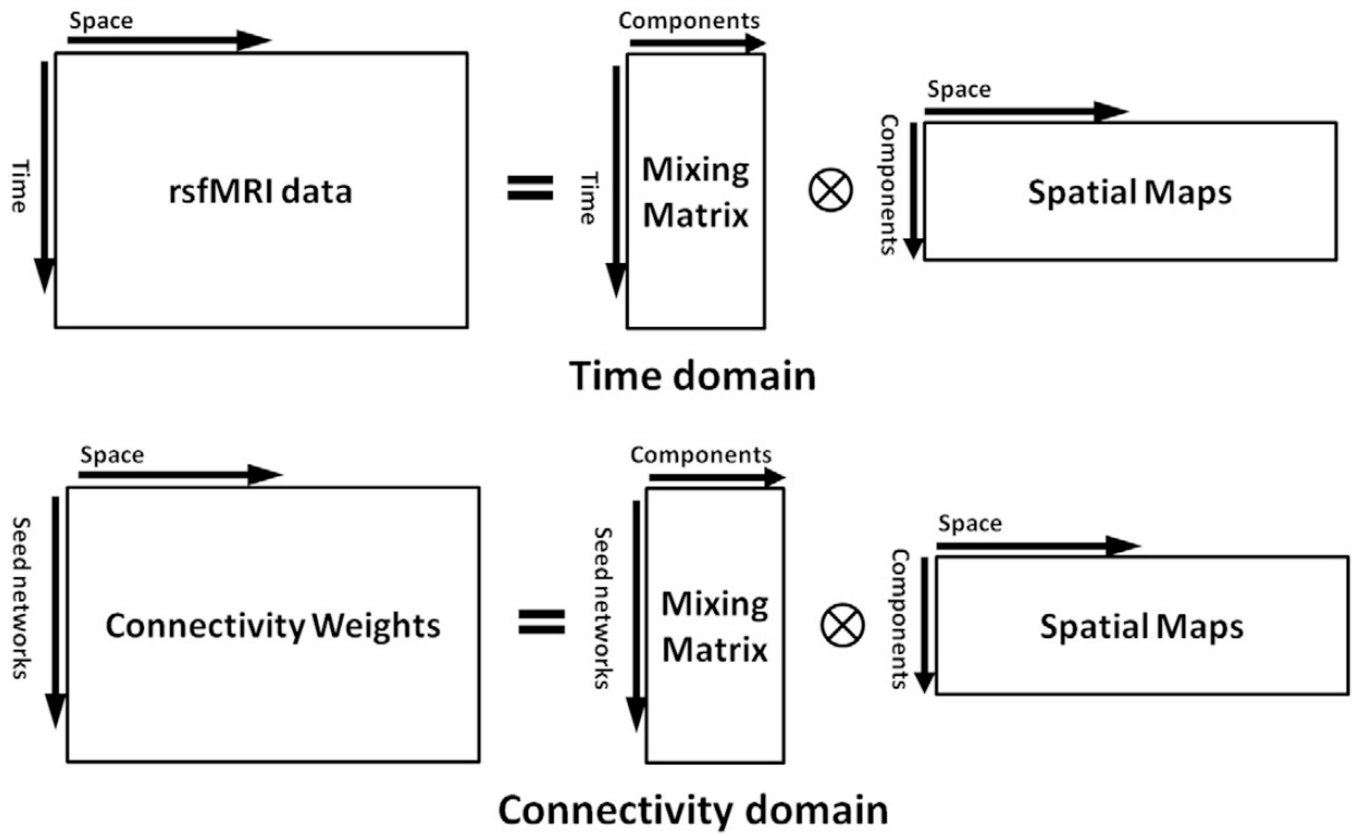 Space
Components
Space
Time
rsfMRI data
=
Time
Mixing
Matrix
⊗
Components
Spatial Maps
Time domain
Space
Components
Space
Seed networks
Connectivity Weights
=
Seed networks
Mixing
Matrix
⊗
Components
Spatial Maps
Connectivity domain